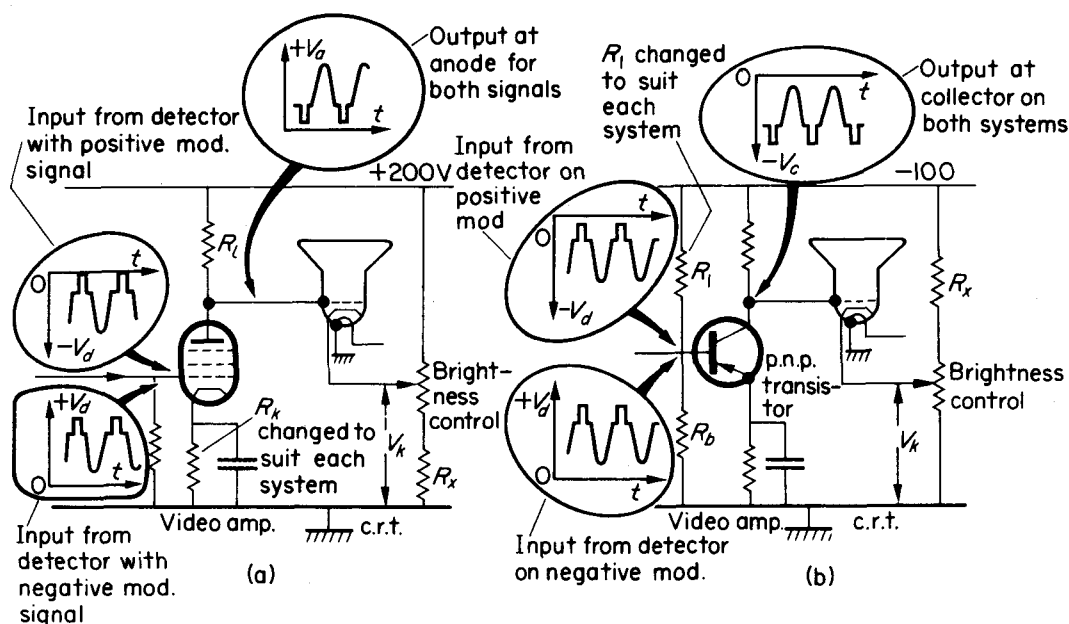 Input from detector
with positive mod.
signal
+Va
t
Output at
anode for
both signals
+200V
Rl
O
t
−Vd
+Vd
O
t
Rk
changed to
suit each
system
Bright-
ness
control
Vk
Rx
Video amp.
c.r.t.
Input from
detector with
negative mod.
signal
(a)
R1 changed
to suit
each
system
Input from
detector on
positive
mod
O
t
−Vc
Output at
collector on
both systems
−100
O
t
−Vd
R1
Rx
p.n.p.
transis-
tor
Brightness
control
+Vd
O
t
Rb
Vk
Video amp.
c.r.t.
Input from detector
on negative mod.
(b)